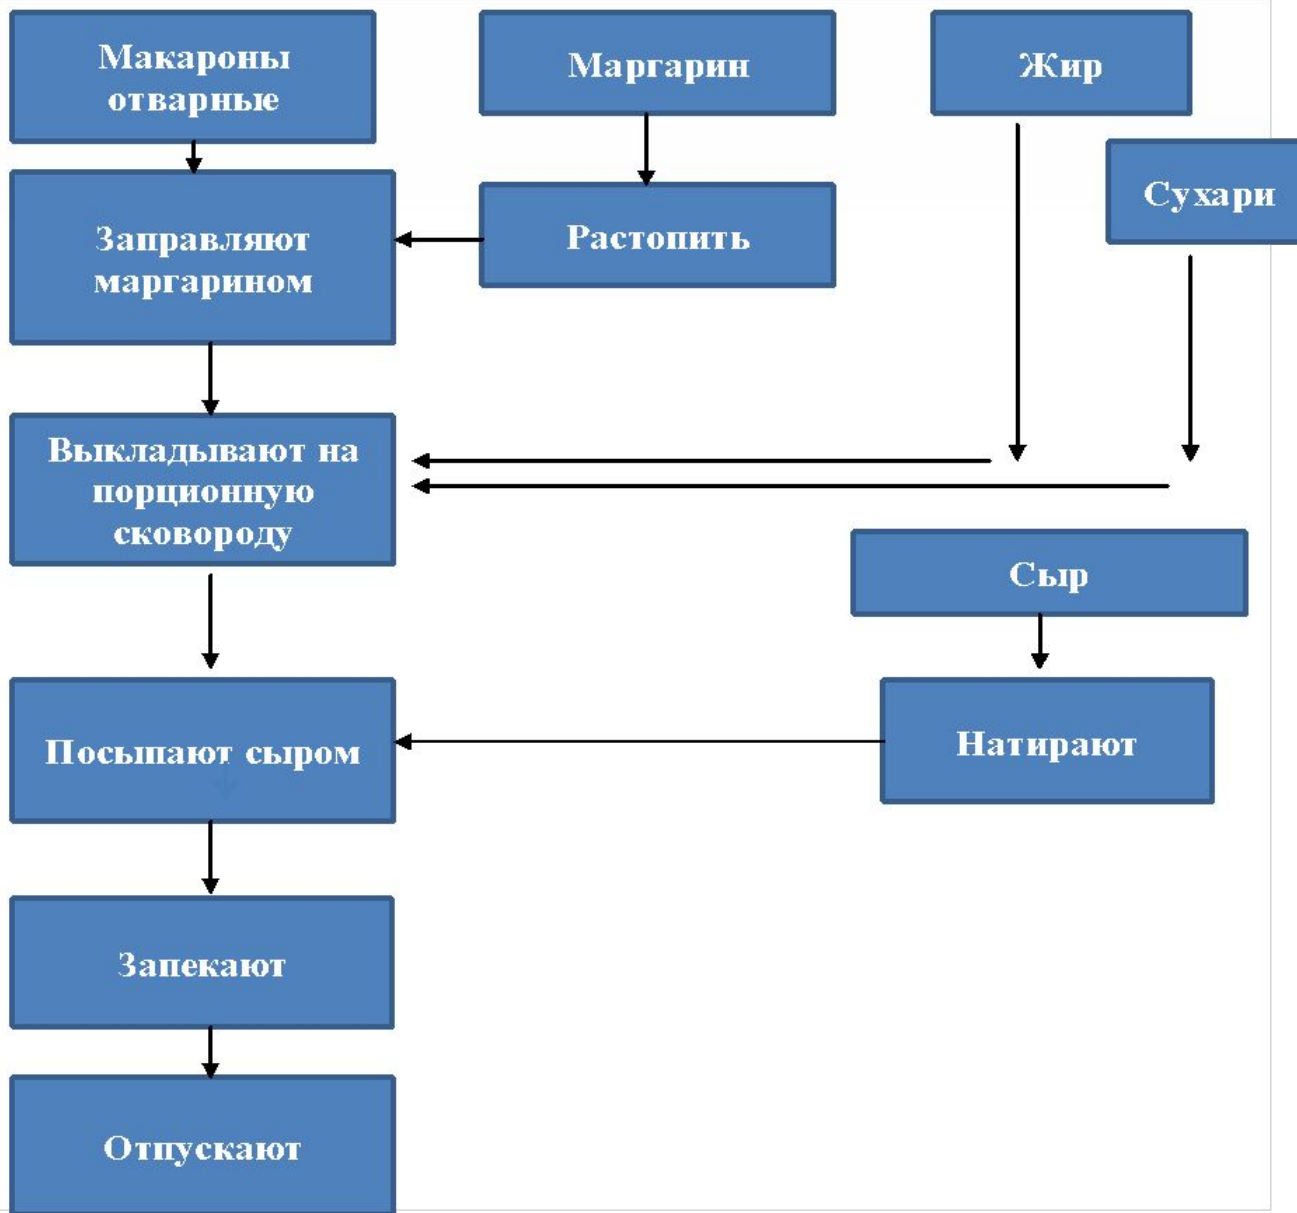 Макароны
отварные
Маргарин
Жир
Сухари
Заправляют
маргарином
Растопить
Выкладывают на
порционную
сковороду
Сыр
Посыпают сыром
Натирают
Запекают
Отпускают